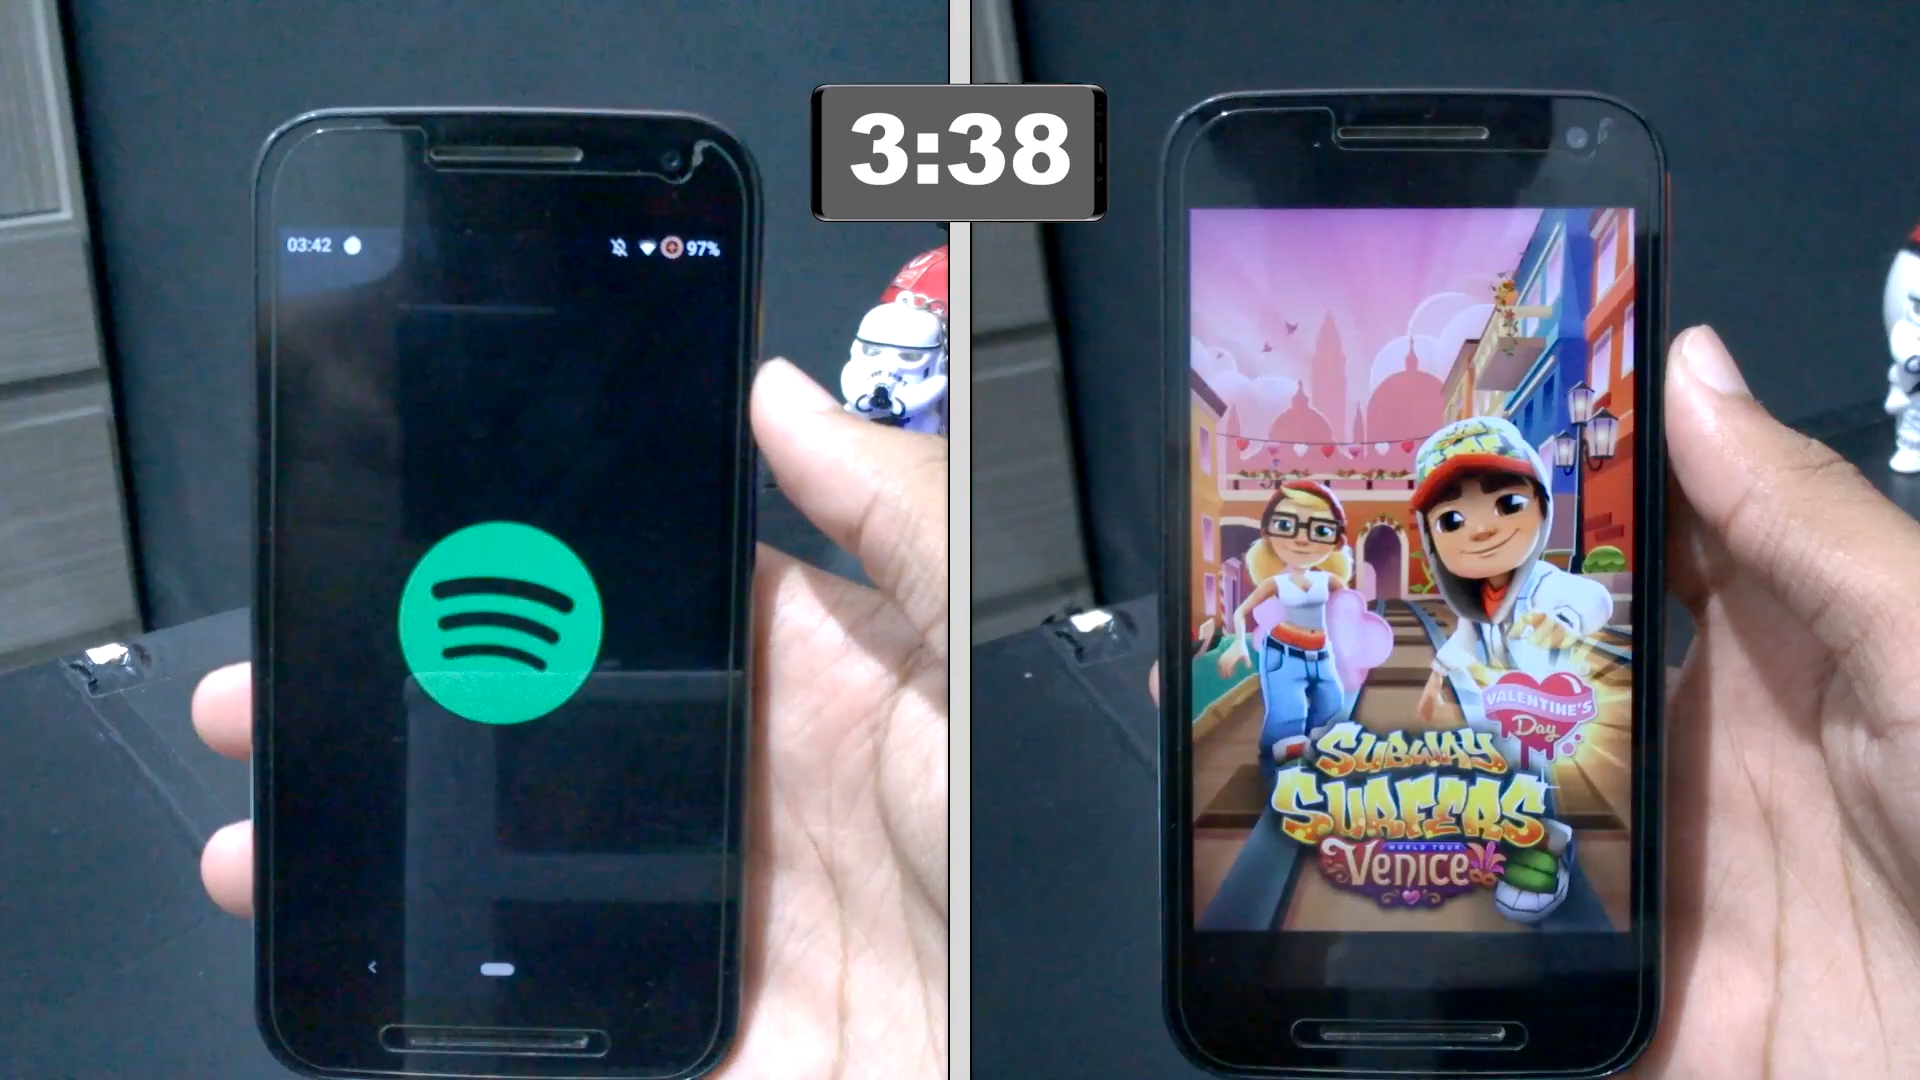 3:38
03:42
97%
VALENTINE'S
Day
SUBWAY
SURFERS
WORLD TOUR
Venice